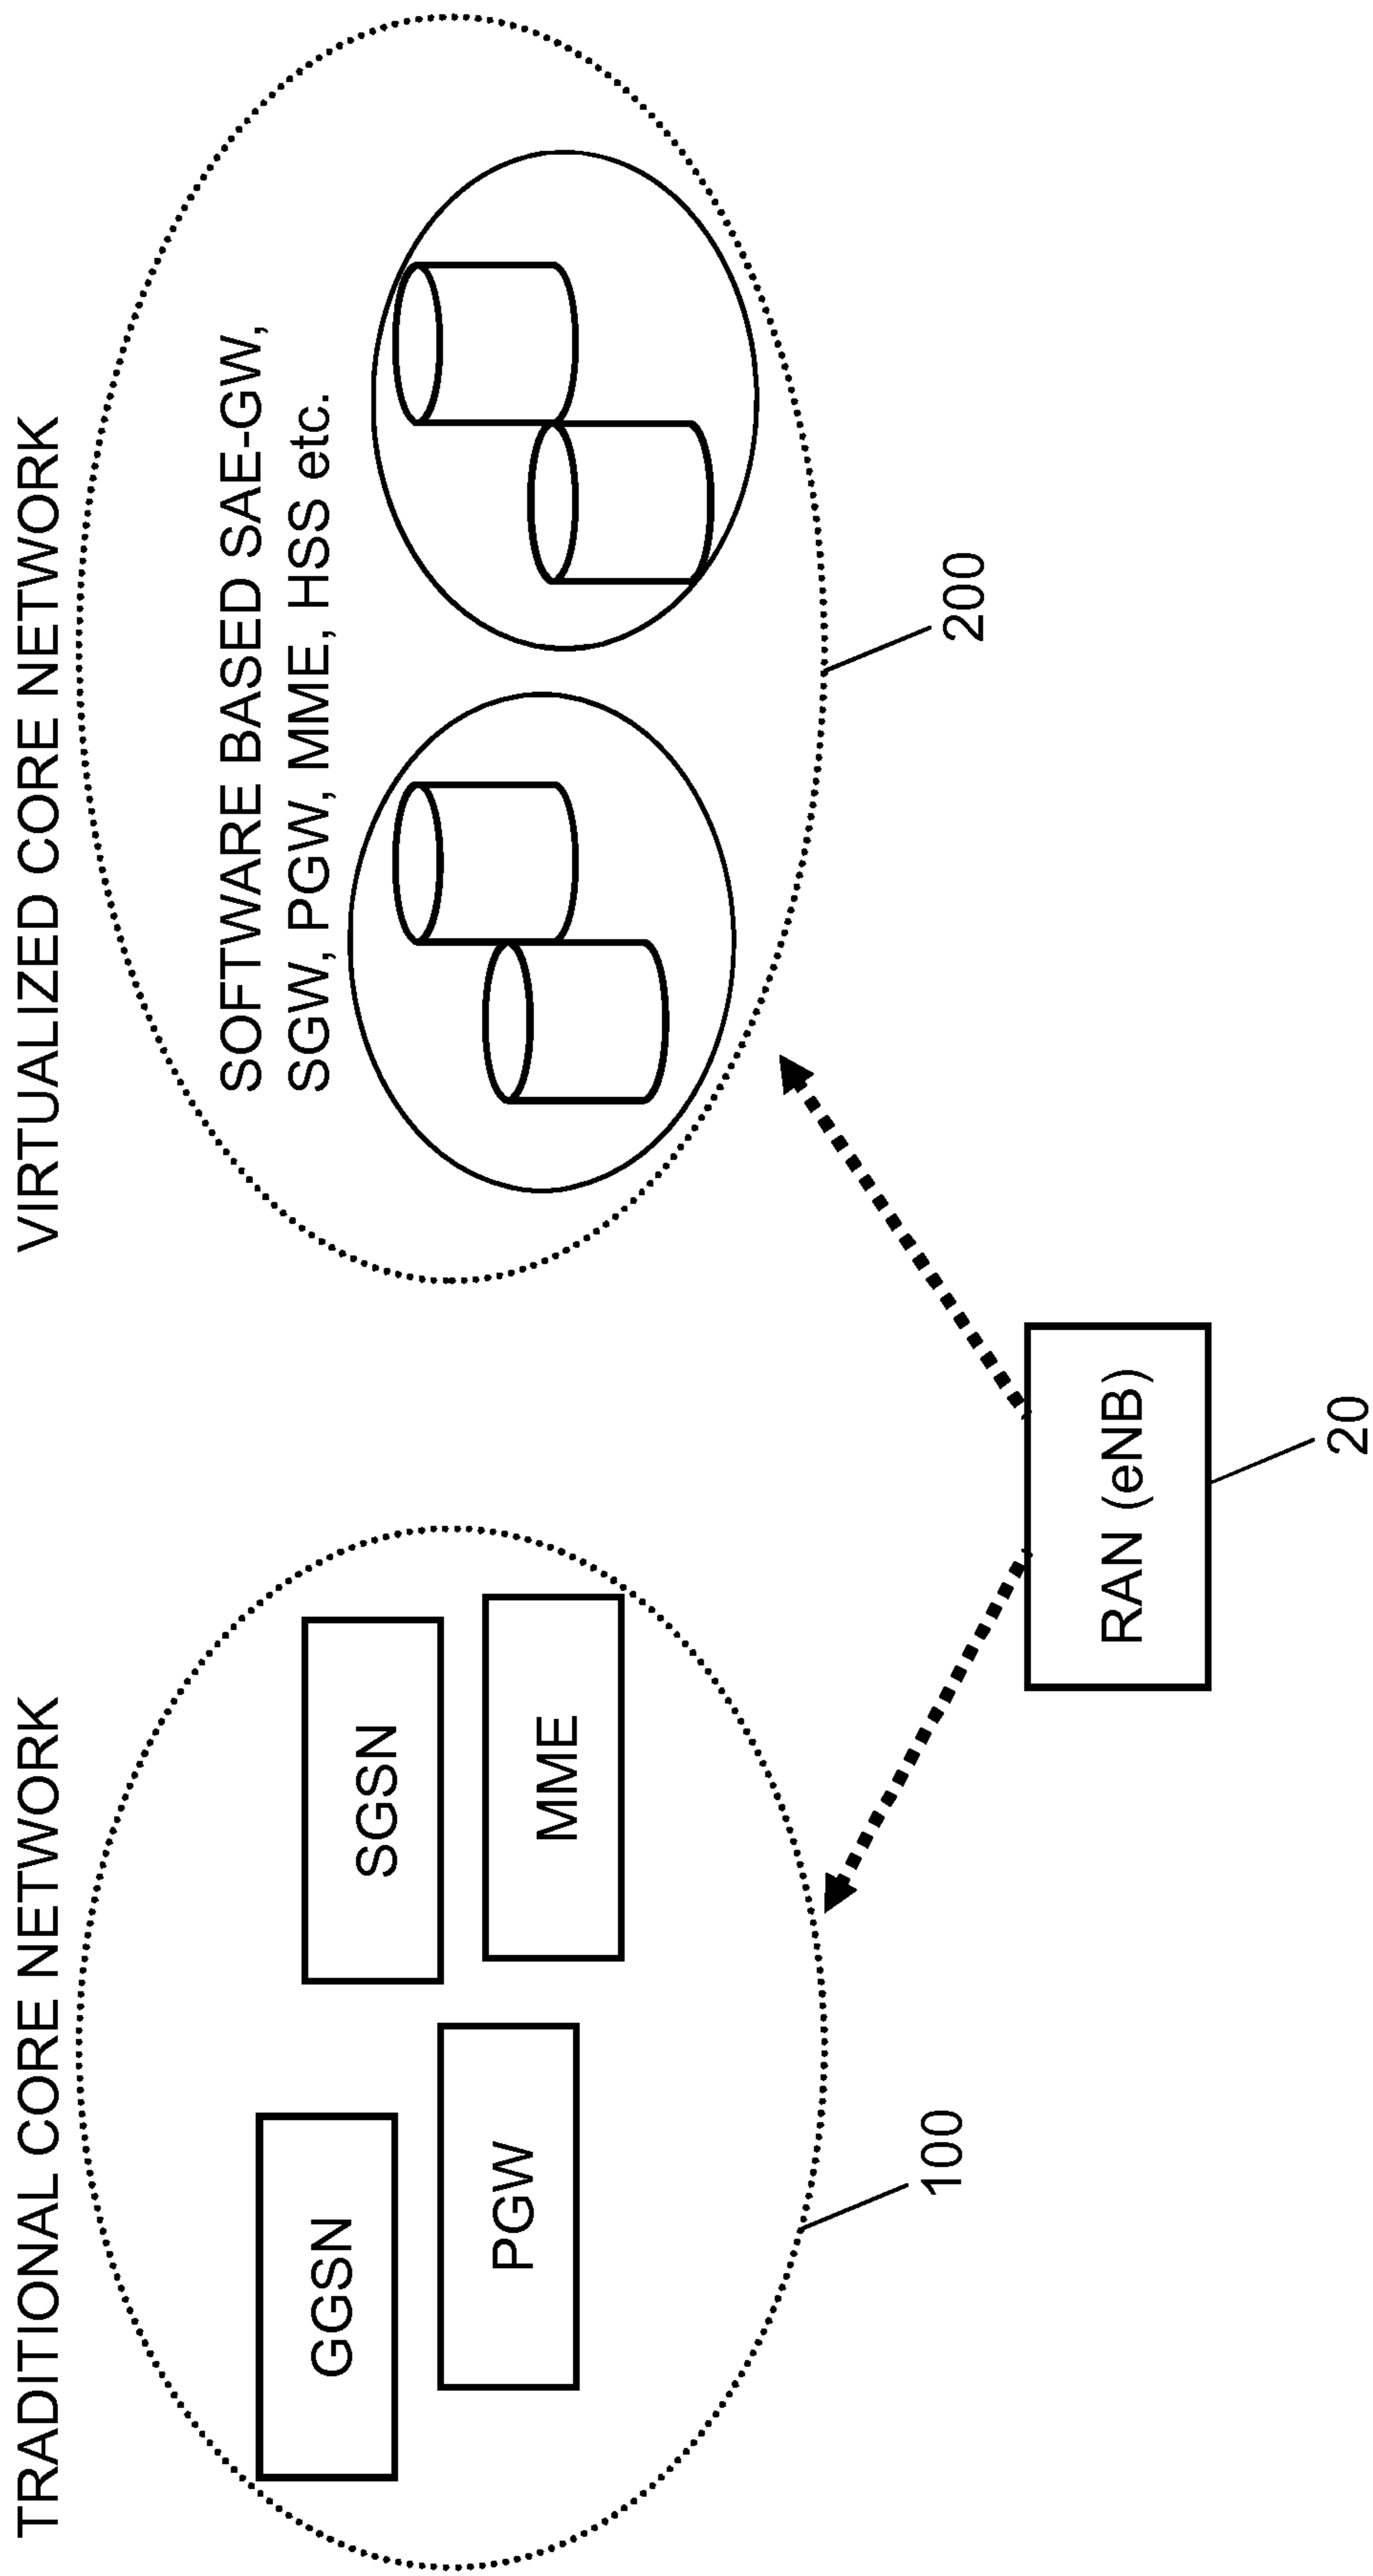 TRADITIONAL CORE NETWORK
VIRTUALIZED CORE NETWORK
SOFTWARE BASED SAE-GW,
SGW, PGW, MME, HSS etc.
GGSN
SGSN
PGW
MME
100
200
RAN (eNB)
20